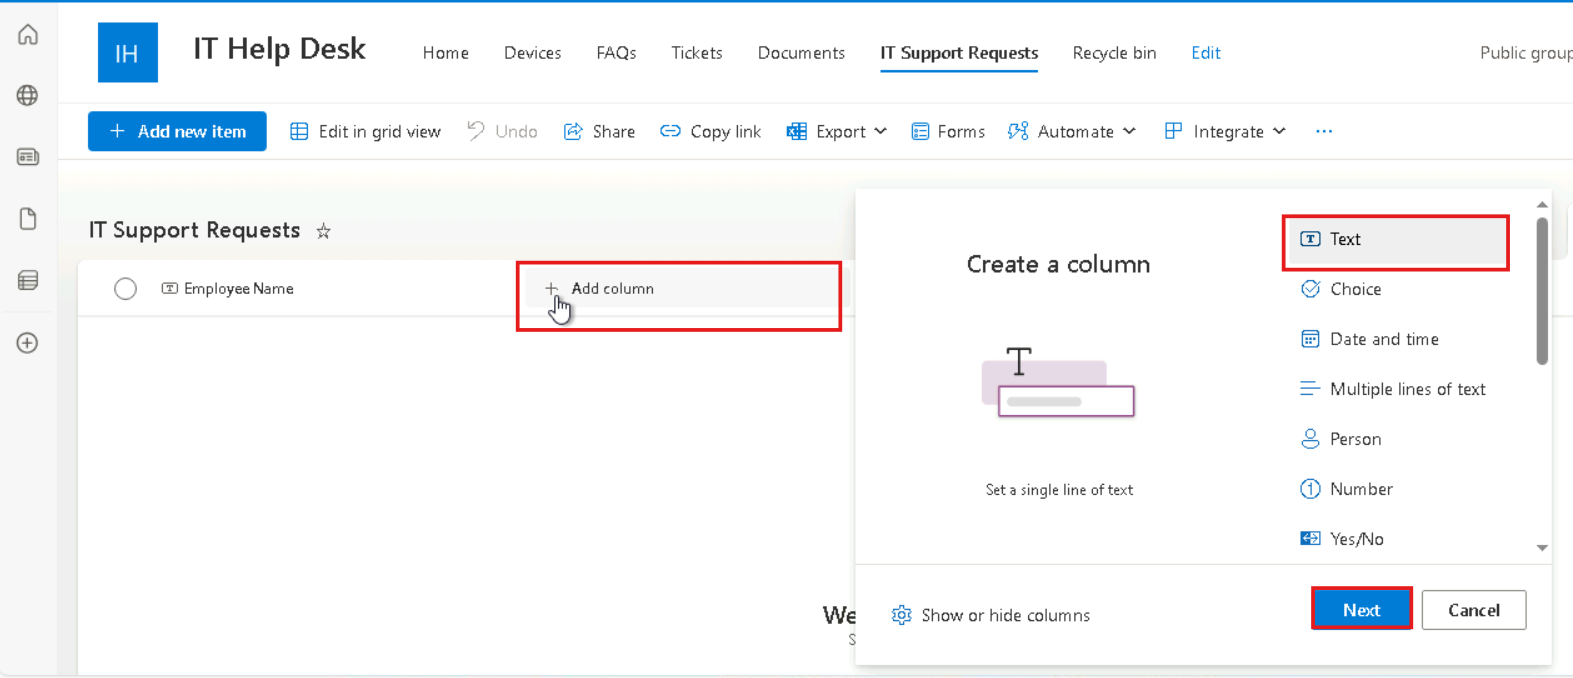 IH
IT Help Desk
Home Devices FAQs Tickets Documents IT Support Requests Recycle bin Edit
Public group
+ Add new item Edit in grid view Undo Share Copy link Export Forms Automate Integrate ...
IT Support Requests
Employee Name
+ Add column
Create a column
T
Set a single line of text
Text
Choice
Date and time
Multiple lines of text
Person
Number
Yes/No
We
S
Show or hide columns
Next
Cancel